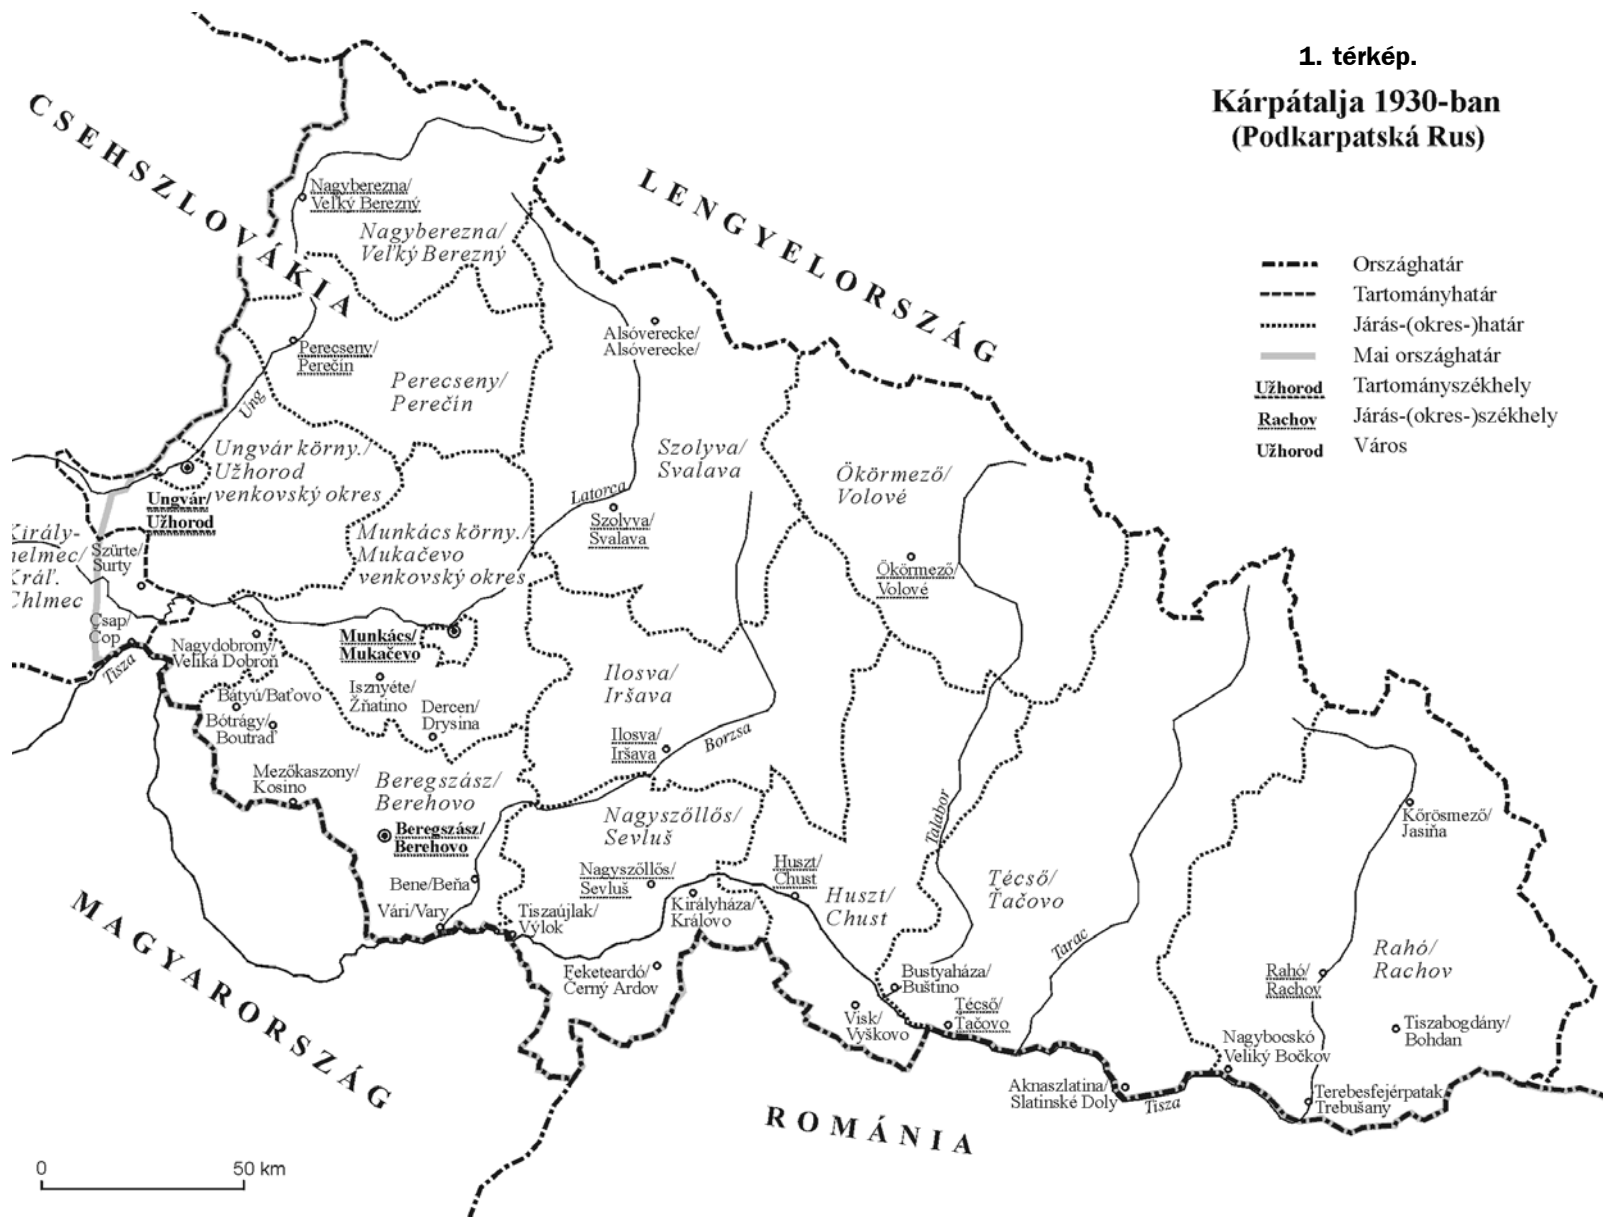 1. térkép.
Kárpátalja 1930-ban
(Podkarpatská Rus)
CSEHSZLOVÁKIA
LENGYELORSZÁG
MAGYARORSZÁG
ROMÁNIA
Országhatár
Tartományhatár
Járás-(okres-)határ
Mai országhatár
Užhorod Tartományszékhely
Rachov Járás-(okres-)székhely
Užhorod Város
Nagyberezna/
Veľký Berezný
Nagyberezna/
Veľký Berezný
Alsóverecke/
Alsóverecke/
Perecseny/
Perečín
Perecseny/
Perečín
Ung
Ungvár körny./
Užhorod
venkovský okres
Ungvár/
Užhorod
Szolyva/
Svalava
Latorca
Szolyva/
Svalava
Ökörmező/
Volové
Ökörmező/
Volové
Munkács körny./
Mukačevo
venkovský okres
Király-
helmec/
Kráľ.
Chlmec
Szürte/
Surty
Csap/
Čop
Tisza
Nagydobrony/
Veliká Dobroň
Munkács/
Mukačevo
Isznyéte/
Žňatino
Dercen/
Drysina
Bátyú/Baťovo
Bótrágy/
Boutraď
Ilosva/
Iršava
Ilosva/
Iršava
Borzsa
Mezőkaszony/
Kosino
Beregszász/
Berehovo
Beregszász/
Berehovo
Nagyszőllős/
Sevluš
Nagyszőllős/
Sevluš
Bene/Beňa
Vári/Vary
Tiszaújlak/
Výlok
Királyháza/
Královo
Feketeardó/
Černý Ardov
Huszt/
Chust
Huszt/
Chust
Talabor
Técső/
Ťačovo
Bustyaháza/
Buštino
Visk/
Vyškovo
Técső/
Tačovo
Tarac
Kőrösmező/
Jasiňa
Rahó/
Rachov
Rahó/
Rachov
Tiszabogdány/
Bohdan
Nagybocskó
Veliký Bočkov
Aknaszlatina/
Slatinské Doly
Tisza
Terebesfejérpatak
Trebušany
0 50 km